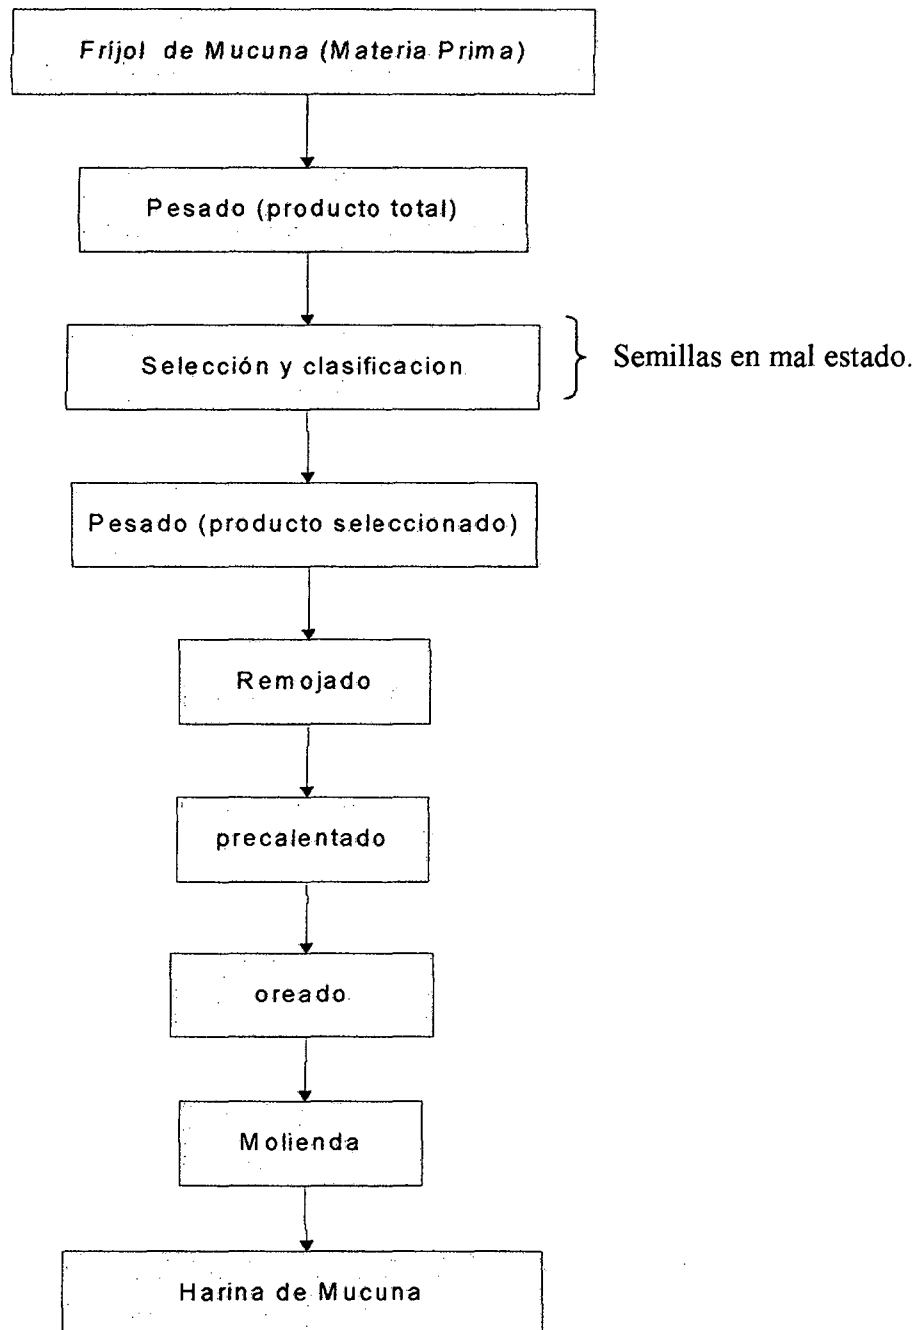 Fríjol de Mucuna (Materia Prima)
Pesado (producto total)
Selección y clasificacion
Semillas en mal estado.
Pesado (producto seleccionado)
Remojado
precalentado
oreado
Molienda
Harina de Mucuna